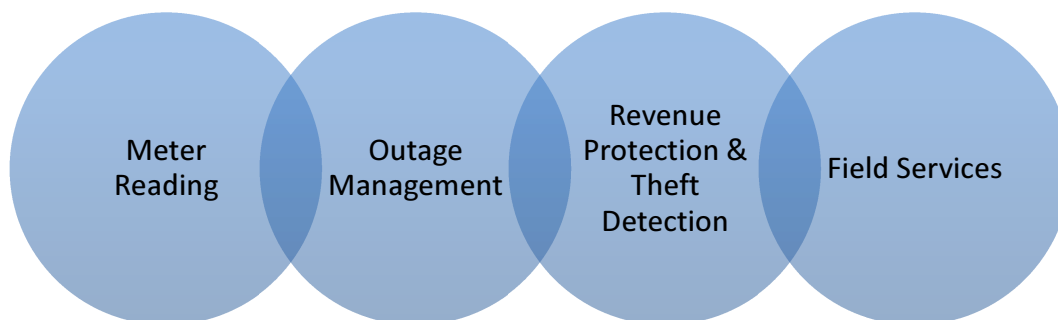 Meter
Reading
Outage
Management
Revenue
Protection &
Theft
Detection
Field Services